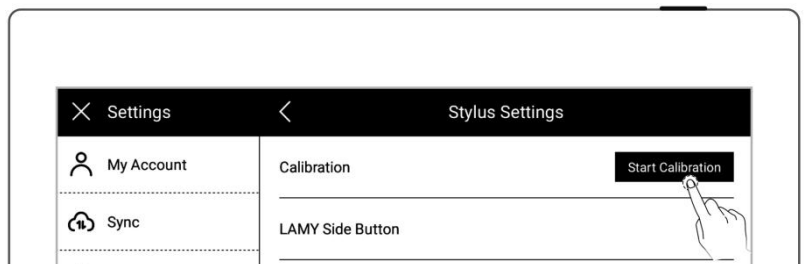 Settings
Stylus Settings
My Account
Calibration
Start Calibration
Sync
LAMY Side Button